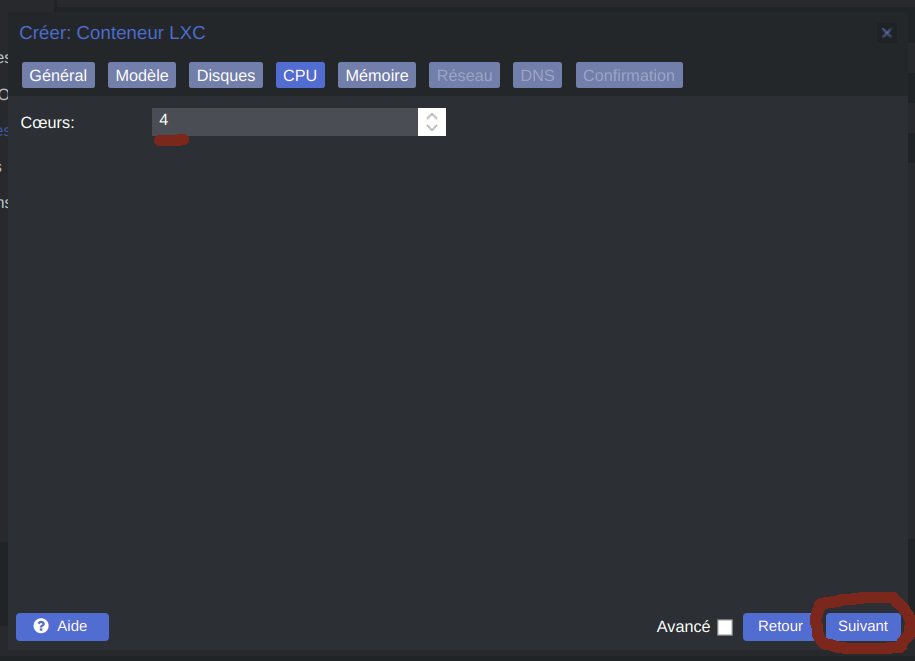 Créer: Conteneur LXC
Général Modèle Disques CPU Mémoire Réseau DNS Confirmation
Cœurs: 4
Aide Avancé Retour Suivant